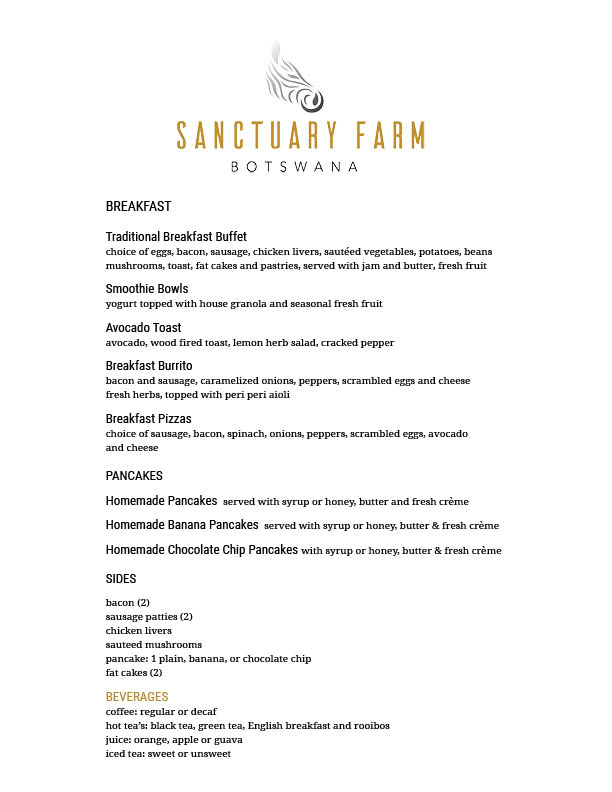 SANCTUARY FARM
BOTSWANA
BREAKFAST
Traditional Breakfast Buffet
choice of eggs, bacon, sausage, chicken livers, sautéed vegetables, potatoes, beans
mushrooms, toast, fat cakes and pastries, served with jam and butter, fresh fruit
Smoothie Bowls
yogurt topped with house granola and seasonal fresh fruit
Avocado Toast
avocado, wood fired toast, lemon herb salad, cracked pepper
Breakfast Burrito
bacon and sausage, caramelized onions, peppers, scrambled eggs and cheese
fresh herbs, topped with peri peri aioli
Breakfast Pizzas
choice of sausage, bacon, spinach, onions, peppers, scrambled eggs, avocado
and cheese
PANCAKES
Homemade Pancakes served with syrup or honey, butter and fresh crème
Homemade Banana Pancakes served with syrup or honey, butter & fresh crème
Homemade Chocolate Chip Pancakes with syrup or honey, butter & fresh crème
SIDES
bacon (2)
sausage patties (2)
chicken livers
sauteed mushrooms
pancake: 1 plain, banana, or chocolate chip
fat cakes (2)
BEVERAGES
coffee: regular or decaf
hot tea's: black tea, green tea, English breakfast and rooibos
juice: orange, apple or guava
iced tea: sweet or unsweet